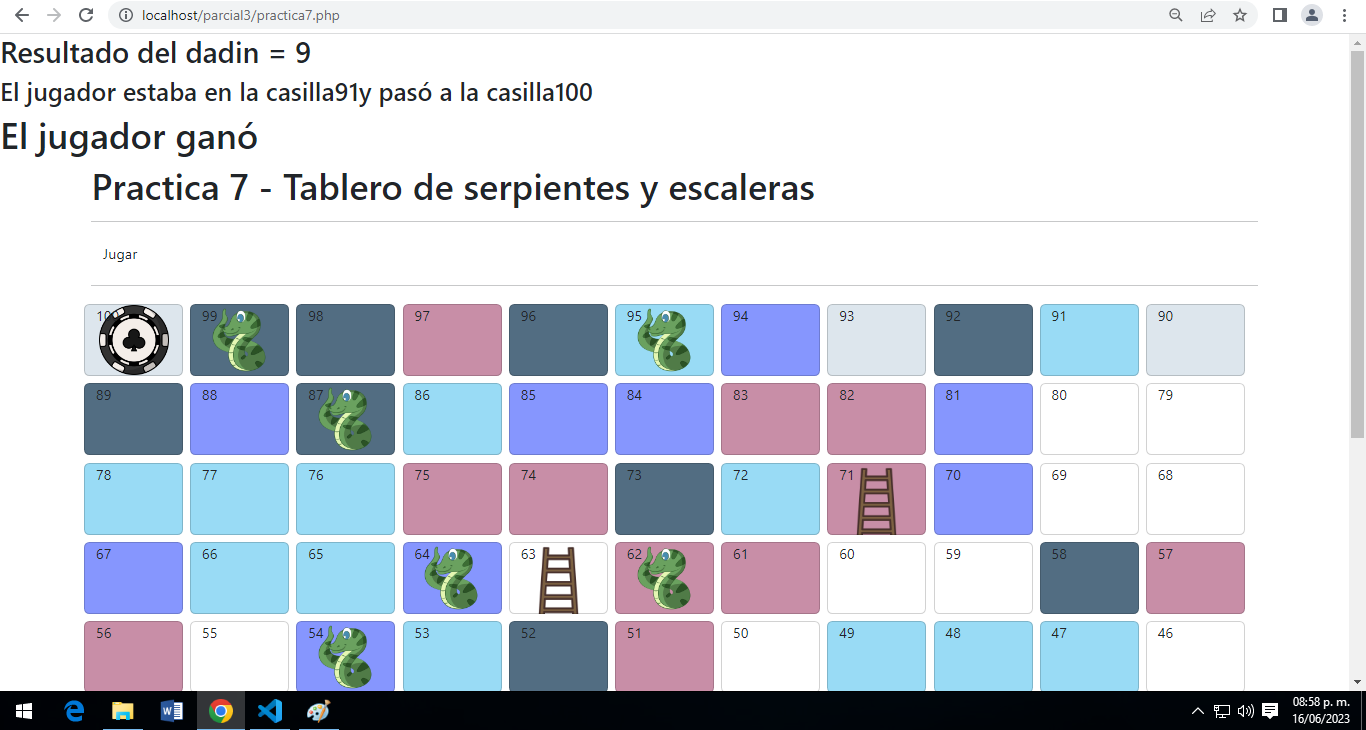 localhost/parcial3/practica7.php
Resultado del dadin = 9
El jugador estaba en la casilla91y pasó a la casilla100
El jugador ganó
Practica 7 - Tablero de serpientes y escaleras
Jugar
99 98 97 96 95 94 93 92 91 90
89 88 87 86 85 84 83 82 81 80 79
78 77 76 75 74 73 72 71 70 69 68
67 66 65 64 63 62 61 60 59 58 57
56 55 54 53 52 51 50 49 48 47 46
08:58 p. m.
16/06/2023